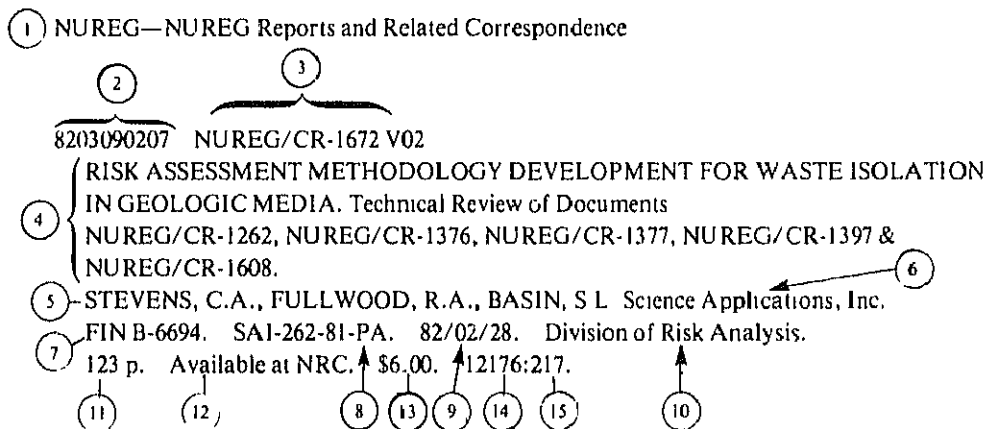 1 NUREG—NUREG Reports and Related Correspondence
2 3
8203090207 NUREG/CR-1672 V02
RISK ASSESSMENT METHODOLOGY DEVELOPMENT FOR WASTE ISOLATION
4 IN GEOLOGIC MEDIA. Technical Review of Documents
NUREG/CR-1262, NUREG/CR-1376, NUREG/CR-1377, NUREG/CR-1397 &
NUREG/CR-1608.
6
5 STEVENS, C.A., FULLWOOD, R.A., BASIN, S L Science Applications, Inc.
7 FIN B-6694. SAI-262-81-PA. 82/02/28. Division of Risk Analysis.
123 p. Available at NRC. $6.00. 12176:217.
11 12 8 13 9 14 15 10